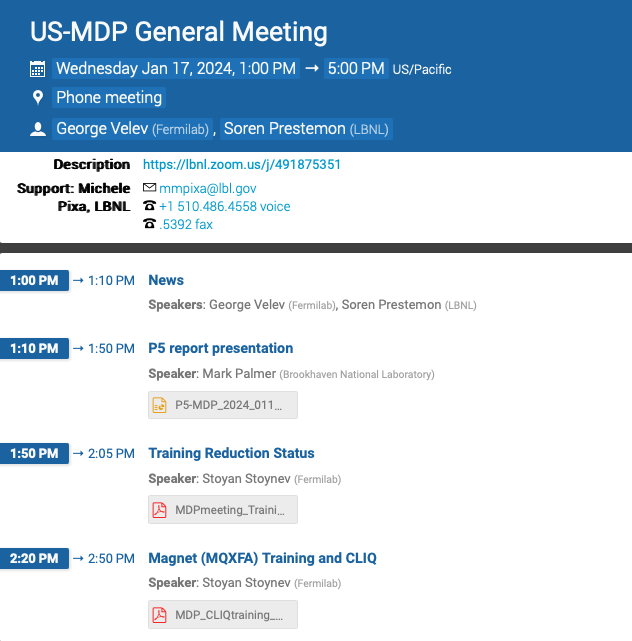 US-MDP General Meeting
Wednesday Jan 17, 2024, 1:00 PM → 5:00 PM US/Pacific
Phone meeting
George Velev (Fermilab) , Soren Prestemon (LBNL)
Description https://lbnl.zoom.us/j/491875351
Support: Michele Pixa, LBNL
mmpixa@lbl.gov
+1 510.486.4558 voice
.5392 fax
1:00 PM → 1:10 PM News
Speakers: George Velev (Fermilab), Soren Prestemon (LBNL)
1:10 PM → 1:50 PM P5 report presentation
Speaker: Mark Palmer (Brookhaven National Laboratory)
P5-MDP_2024_011...
1:50 PM → 2:05 PM Training Reduction Status
Speaker: Stoyan Stoynev (Fermilab)
MDPmeeting_Traini...
2:20 PM → 2:50 PM Magnet (MQXFA) Training and CLIQ
Speaker: Stoyan Stoynev (Fermilab)
MDP_CLIQtraining_...